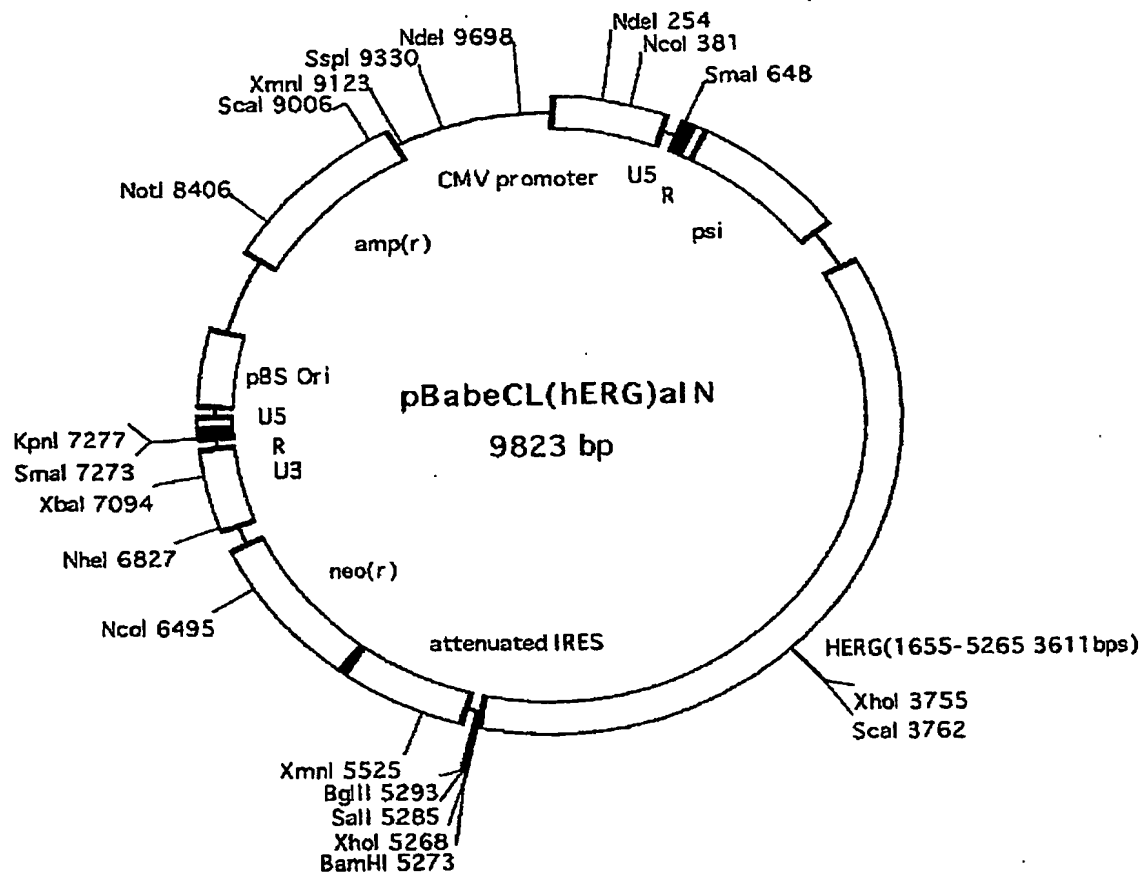 NdeI 254
NdeI 9698
NcoI 381
SspI 9330
SmaI 648
XmnI 9123
ScaI 9006
NotI 8406
CMV promoter
U5
R
psi
amp(r)
pBS Ori
pBabeCL(hERG)aIN
9823 bp
U5
R
U3
KpnI 7277
SmaI 7273
XbaI 7094
NheI 6827
neo(r)
NcoI 6495
attenuated IRES
HERG(1655-5265 3611bps)
XhoI 3755
ScaI 3762
XmnI 5525
BglII 5293
SalI 5285
XhoI 5268
BamHI 5273